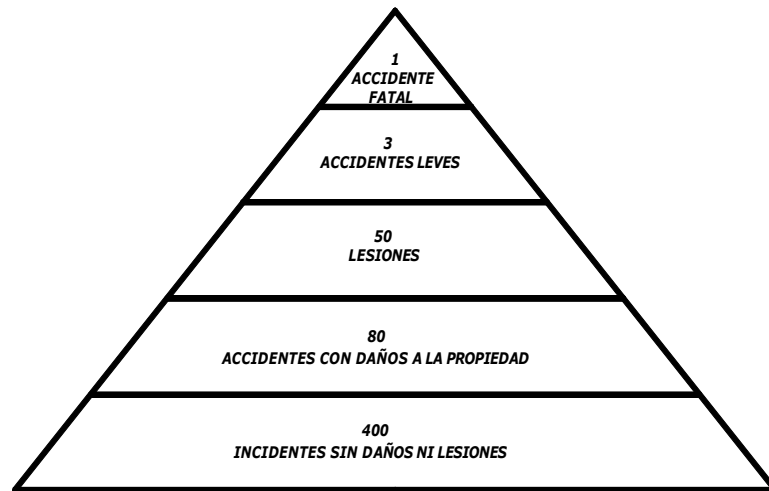 1
ACCIDENTE
FATAL
3
ACCIDENTES LEVES
50
LESIONES
80
ACCIDENTES CON DAÑOS A LA PROPIEDAD
400
INCIDENTES SIN DAÑOS NI LESIONES